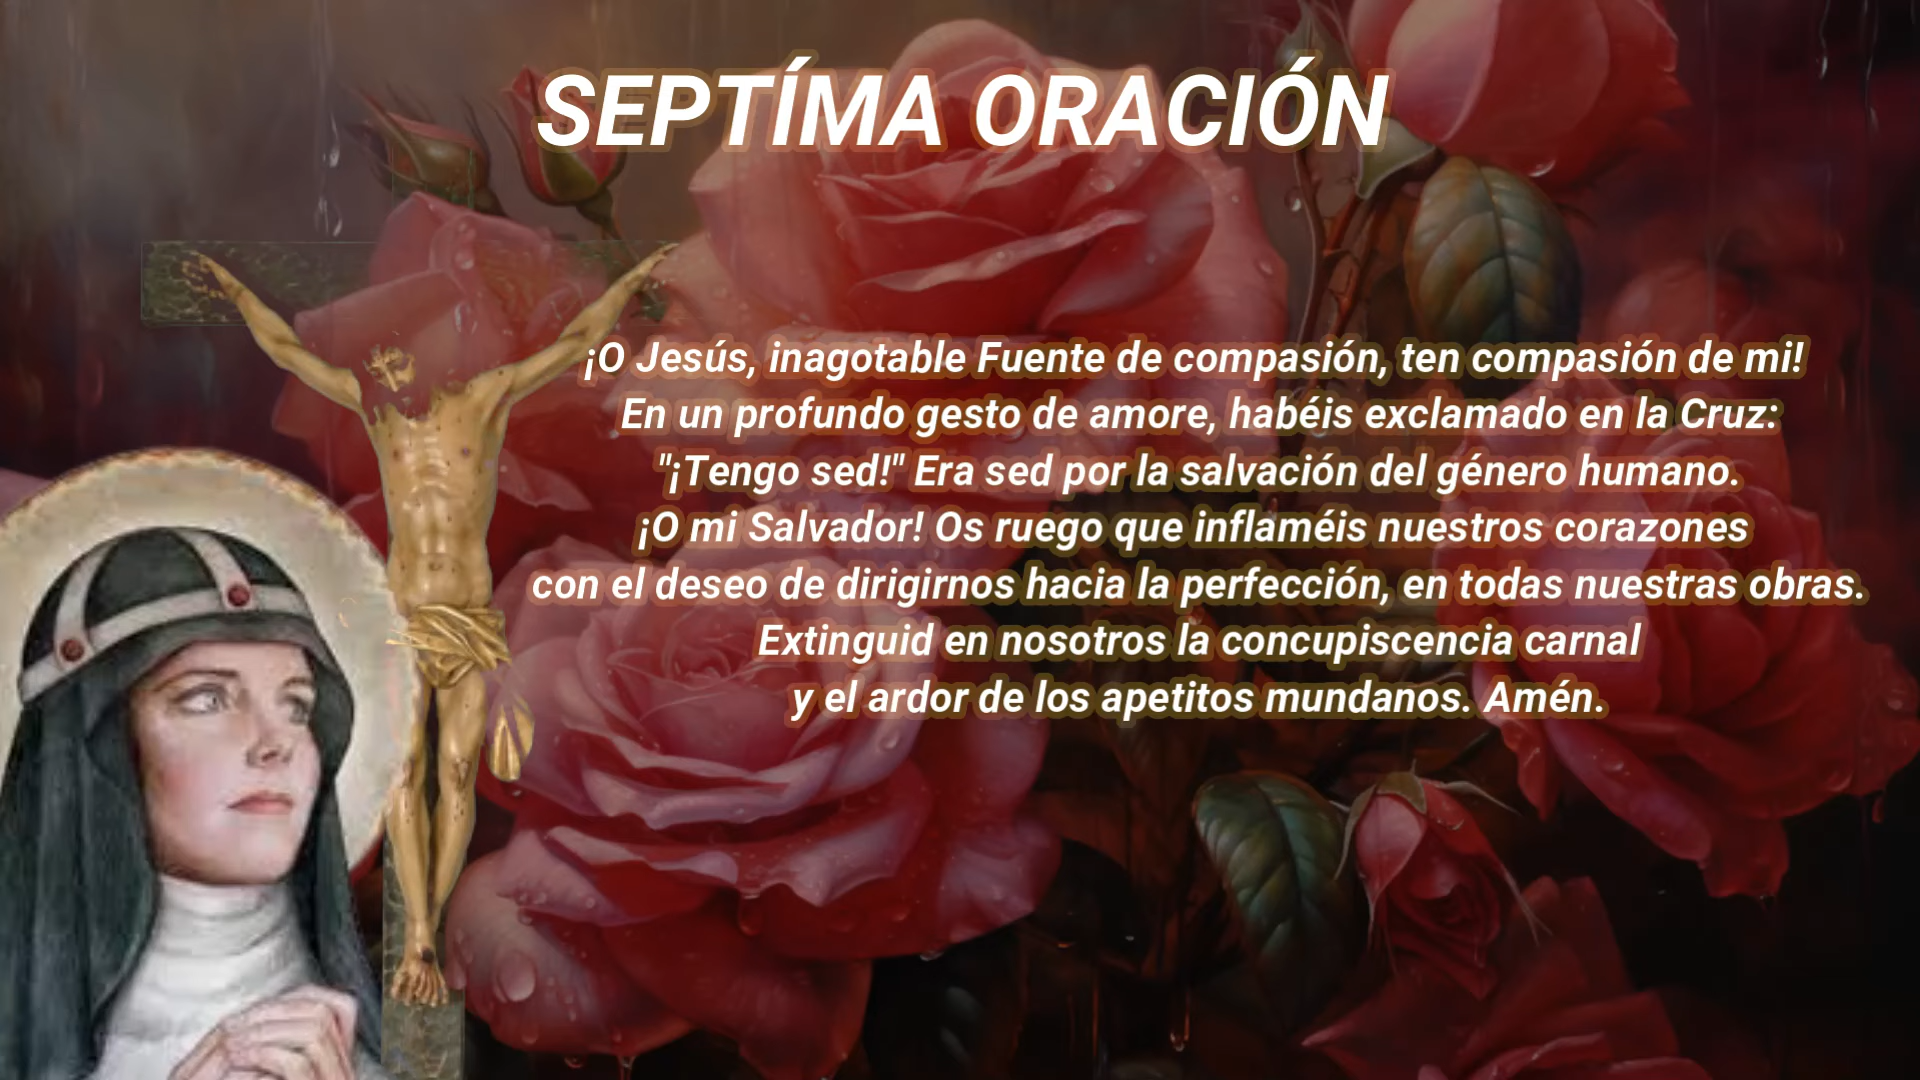 SEPTÍMA ORACIÓN
¡O Jesús, inagotable Fuente de compasión, ten compasión de mi!
En un profundo gesto de amore, habéis exclamado en la Cruz:
"¡Tengo sed!" Era sed por la salvación del género humano.
¡O mi Salvador! Os ruego que inflaméis nuestros corazones
con el deseo de dirigirnos hacia la perfección, en todas nuestras obras.
Extinguid en nosotros la concupiscencia carnal
y el ardor de los apetitos mundanos. Amén.